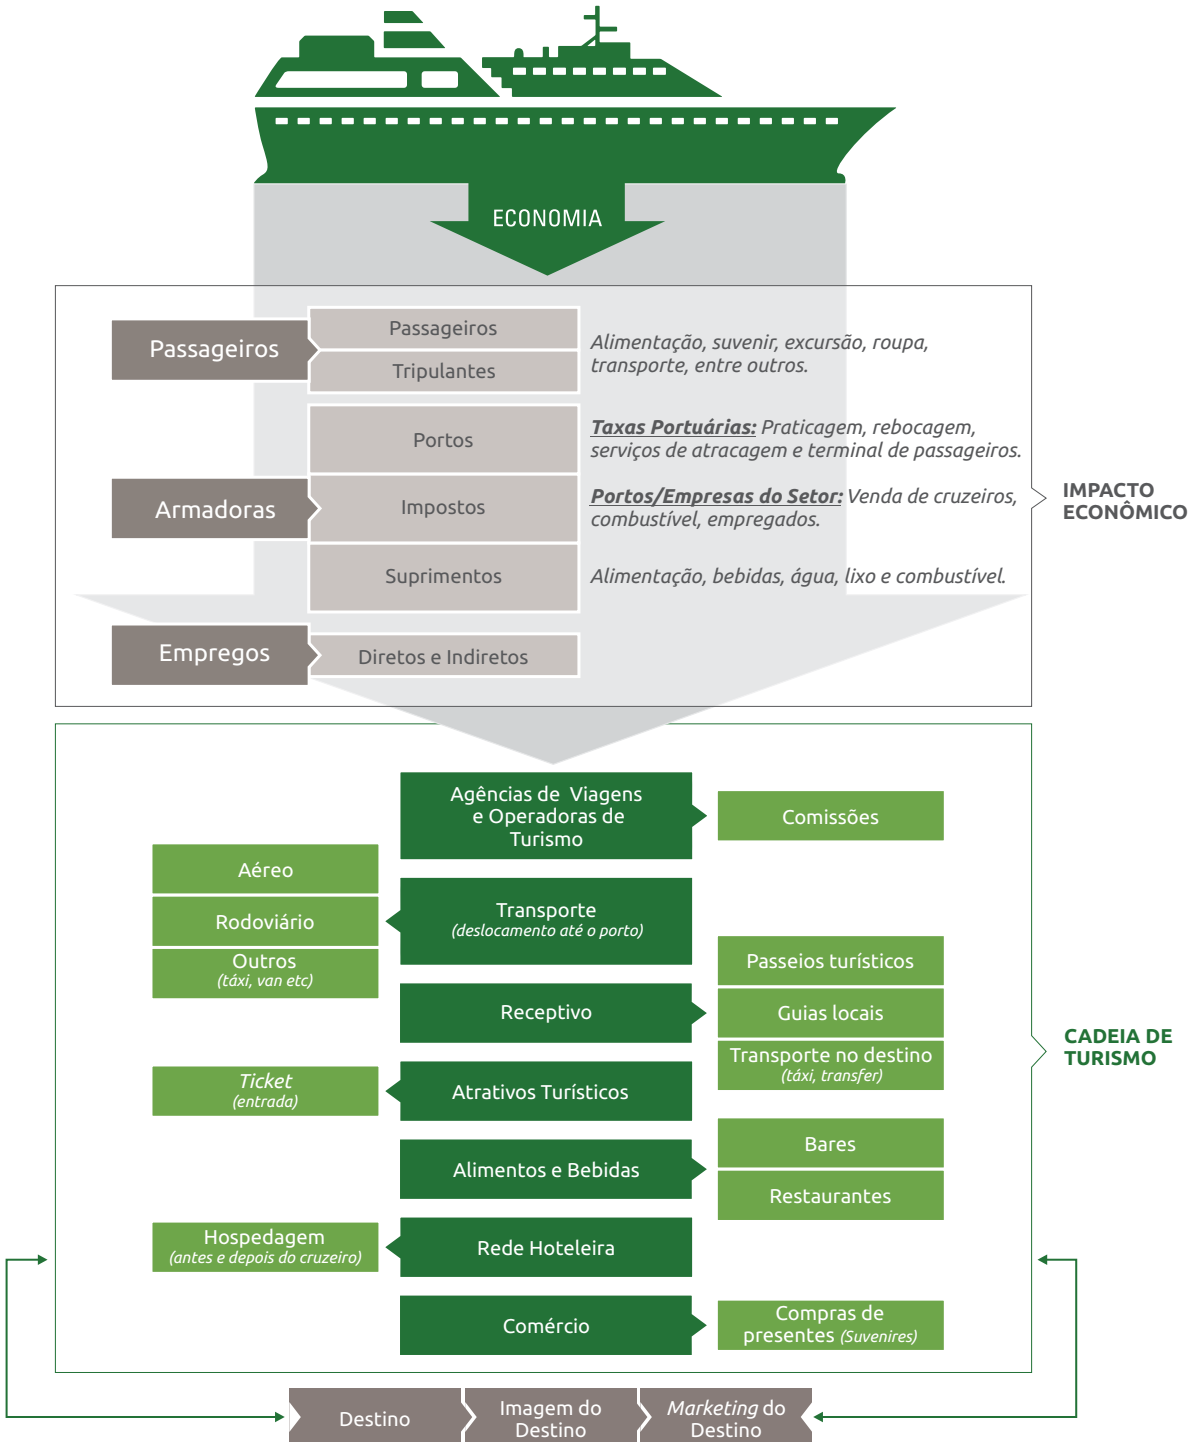 ECONOMIA
Passageiros
Passageiros
Tripulantes
Alimentação, suvenir, excursão, roupa,
transporte, entre outros.
Armadoras
Portos
Impostos
Suprimentos
Taxas Portuárias: Praticagem, rebocagem,
serviços de atracagem e terminal de passageiros.
Portos/Empresas do Setor: Venda de cruzeiros,
combustível, empregados.
Alimentação, bebidas, água, lixo e combustível.
Empregos
Diretos e Indiretos
IMPACTO
ECONÔMICO
Agências de Viagens
e Operadoras de
Turismo
Comissões
Aéreo
Rodoviário
Outros
(táxi, van etc)
Transporte
(deslocamento até o porto)
Receptivo
Passeios turísticos
Guias locais
Transporte no destino
(táxi, transfer)
Ticket
(entrada)
Atrativos Turísticos
Alimentos e Bebidas
Bares
Restaurantes
Hospedagem
(antes e depois do cruzeiro)
Rede Hoteleira
Comércio
Compras de
presentes (Suvenires)
CADEIA DE
TURISMO
Destino
Imagem do
Destino
Marketing do
Destino